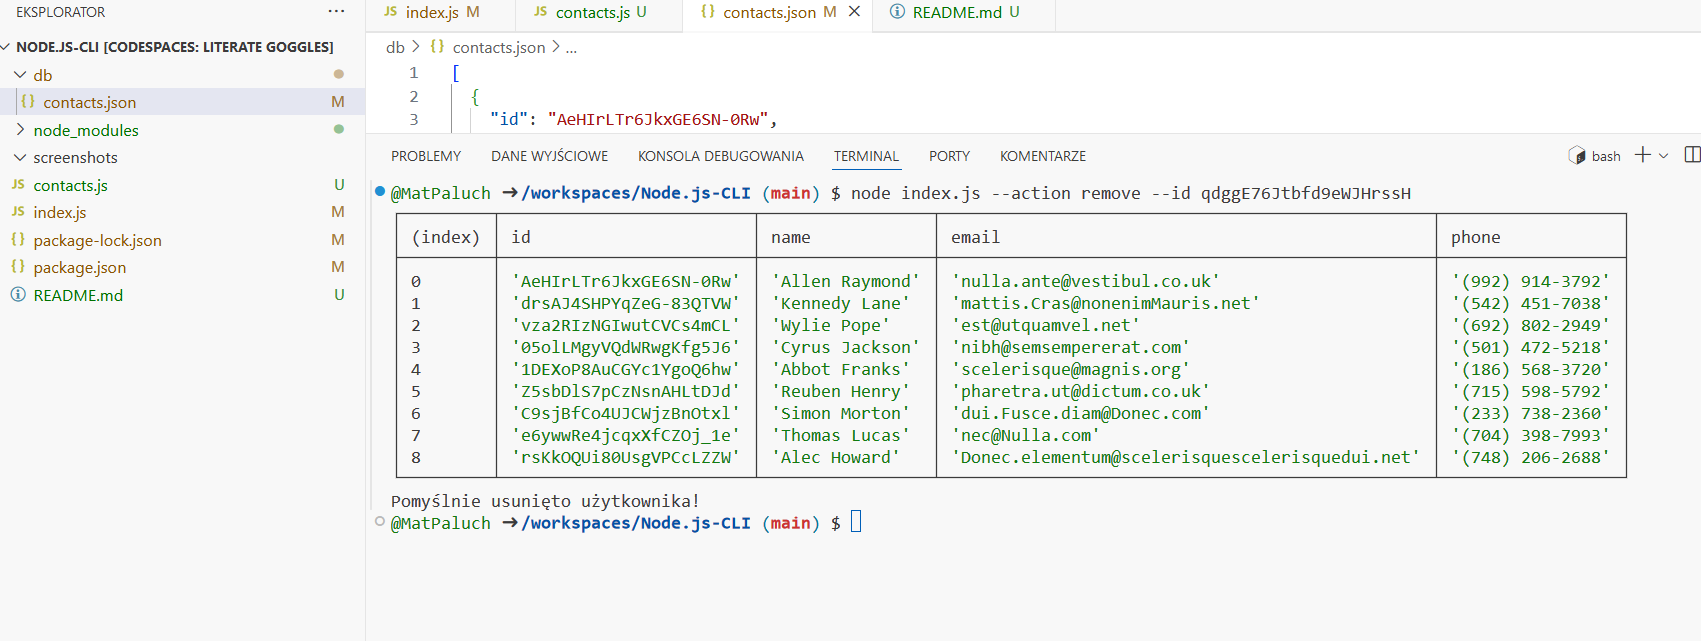 EKSPLORATOR ···
JS index.js M
JS contacts.js U
{} contacts.json M ×
README.md U
NODE.JS-CLI [CODESPACES: LITERATE GOGGLES]
db > {} contacts.json > ...
db
{} contacts.json M
node_modules
screenshots
JS contacts.js U
JS index.js M
{} package-lock.json M
{} package.json M
README.md U
1 [
2 {
3 "id": "AeHIrLTr6JkxGE6SN-0Rw",
PROBLEMY DANE WYJŚCIOWE KONSOLA DEBUGOWANIA TERMINAL PORTY KOMENTARZE bash
@MatPaluch ➜/workspaces/Node.js-CLI (main) $ node index.js --action remove --id qdggE76Jtbfd9eWJHrssH
(index) id name email phone
0 'AeHIrLTr6JkxGE6SN-0Rw' 'Allen Raymond' 'nulla.ante@vestibul.co.uk' '(992) 914-3792'
1 'drsAJ4SHPYqZeG-83QTVW' 'Kennedy Lane' 'mattis.Cras@nonenimMauris.net' '(542) 451-7038'
2 'vza2RIzNGIwutCVCs4mCL' 'Wylie Pope' 'est@utquamvel.net' '(692) 802-2949'
3 '05olLMgyVQdWRwgKfg5J6' 'Cyrus Jackson' 'nibh@semsempererat.com' '(501) 472-5218'
4 '1DEXoP8AuCGYc1YgoQ6hw' 'Abbot Franks' 'scelerisque@magnis.org' '(186) 568-3720'
5 'Z5sbDlS7pCzNsnAHLtDJd' 'Reuben Henry' 'pharetra.ut@dictum.co.uk' '(715) 598-5792'
6 'C9sjBfCo4UJCWjzBnOtxl' 'Simon Morton' 'dui.Fusce.diam@Donec.com' '(233) 738-2360'
7 'e6ywwRe4jcqxXfCZOj_1e' 'Thomas Lucas' 'nec@Nulla.com' '(704) 398-7993'
8 'rsKkOQUi80UsgVPCcLZZW' 'Alec Howard' 'Donec.elementum@scelerisquescelerisquedui.net' '(748) 206-2688'
Pomyślnie usunięto użytkownika!
@MatPaluch ➜/workspaces/Node.js-CLI (main) $